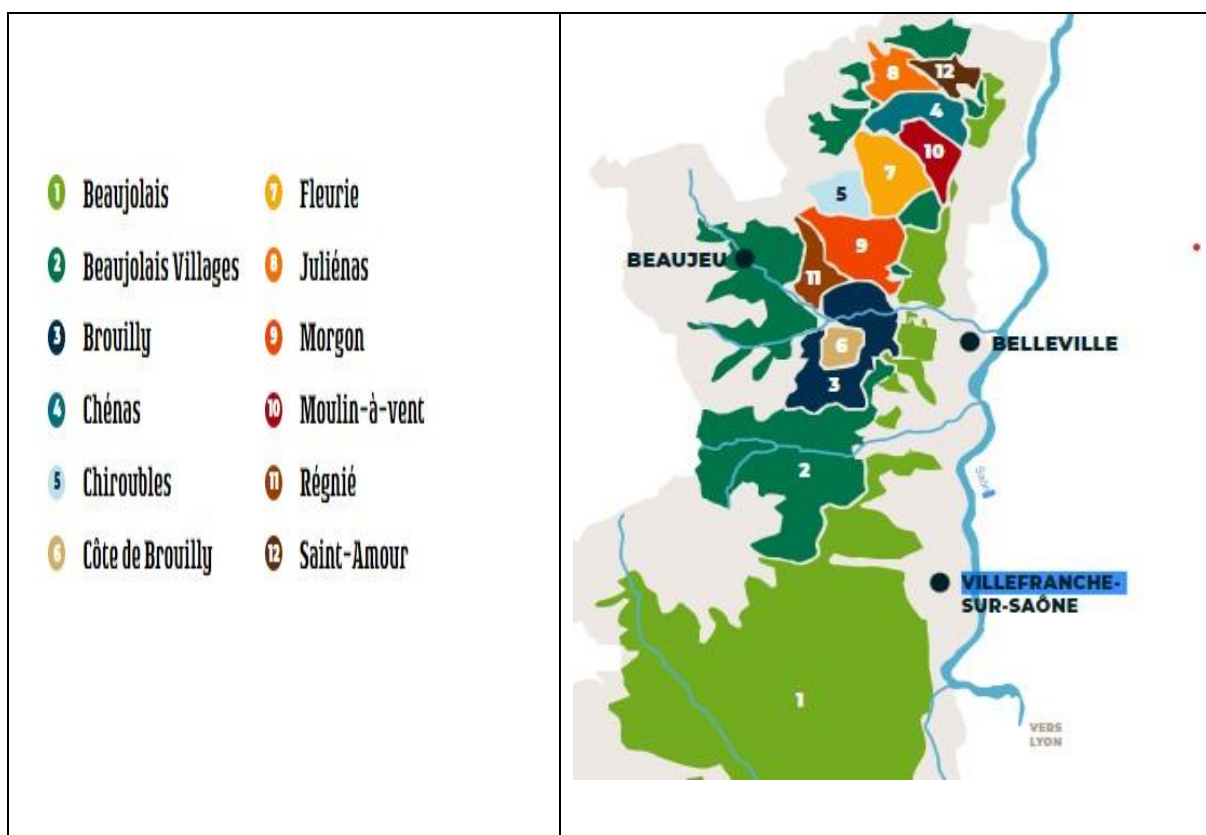 1 Beaujolais
2 Beaujolais Villages
3 Brouilly
4 Chénas
5 Chiroubles
6 Côte de Brouilly
7 Fleurie
8 Juliénas
9 Morgon
10 Moulin-à-vent
11 Régnié
12 Saint-Amour
8
12
4
10
7
5
9
BEAUJEU
11
6
BELLEVILLE
3
2
VILLEFRANCHE-
SUR-SAÔNE
1
VERS
LYON